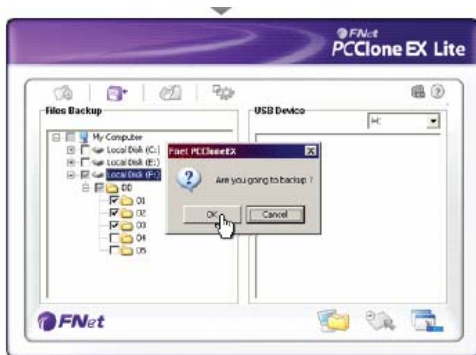 FNet
PCClone EX Lite
Files Backup
USB Device
H:
My Computer
Local Disk (C:)
Local Disk (E:)
Local Disk (F:)
DD
01
02
03
04
05
Fnet PCCloneEX
Are you going to backup ?
OK
Cancel
FNet